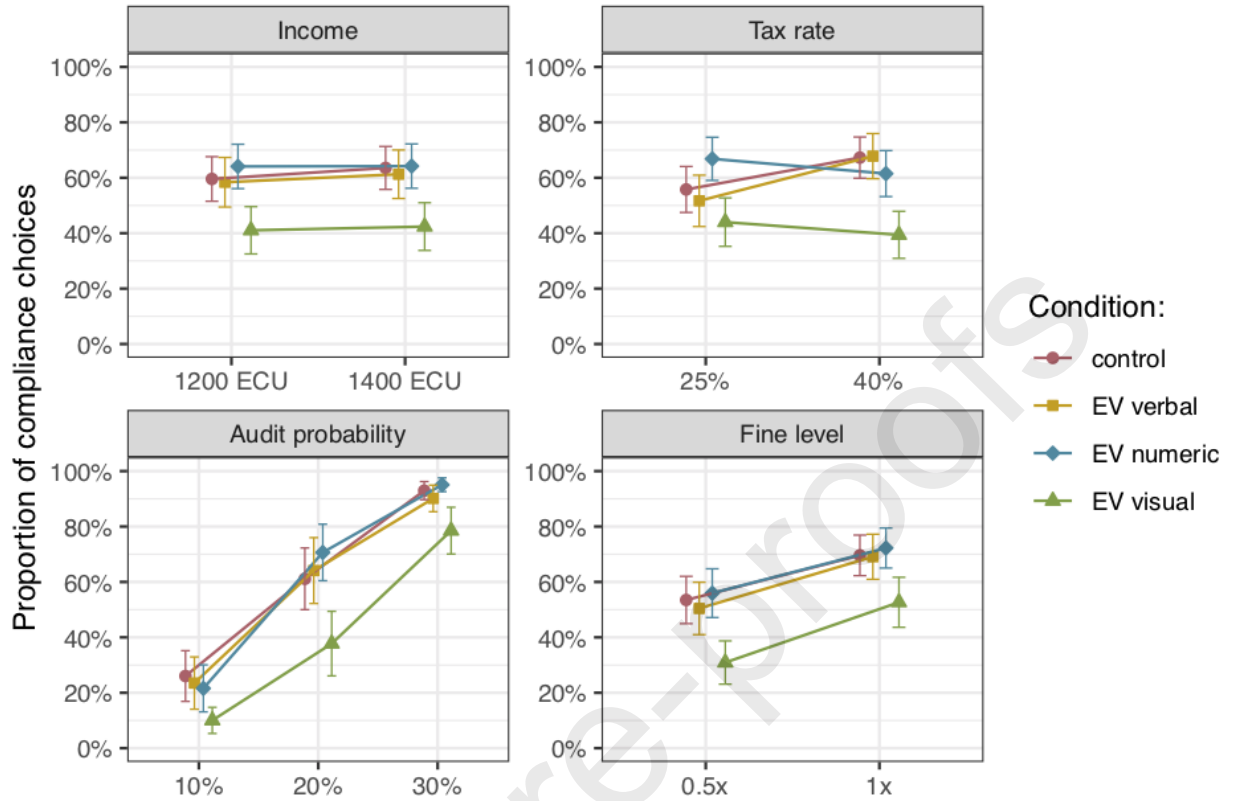 Income
Tax rate
100%
80%
60%
40%
20%
0%
100%
80%
60%
40%
20%
0%
1200 ECU
1400 ECU
25%
40%
Audit probability
Fine level
100%
80%
60%
40%
20%
0%
100%
80%
60%
40%
20%
0%
10%
20%
30%
0.5x
1x
Proportion of compliance choices
Condition:
control
EV verbal
EV numeric
EV visual
re-proofs